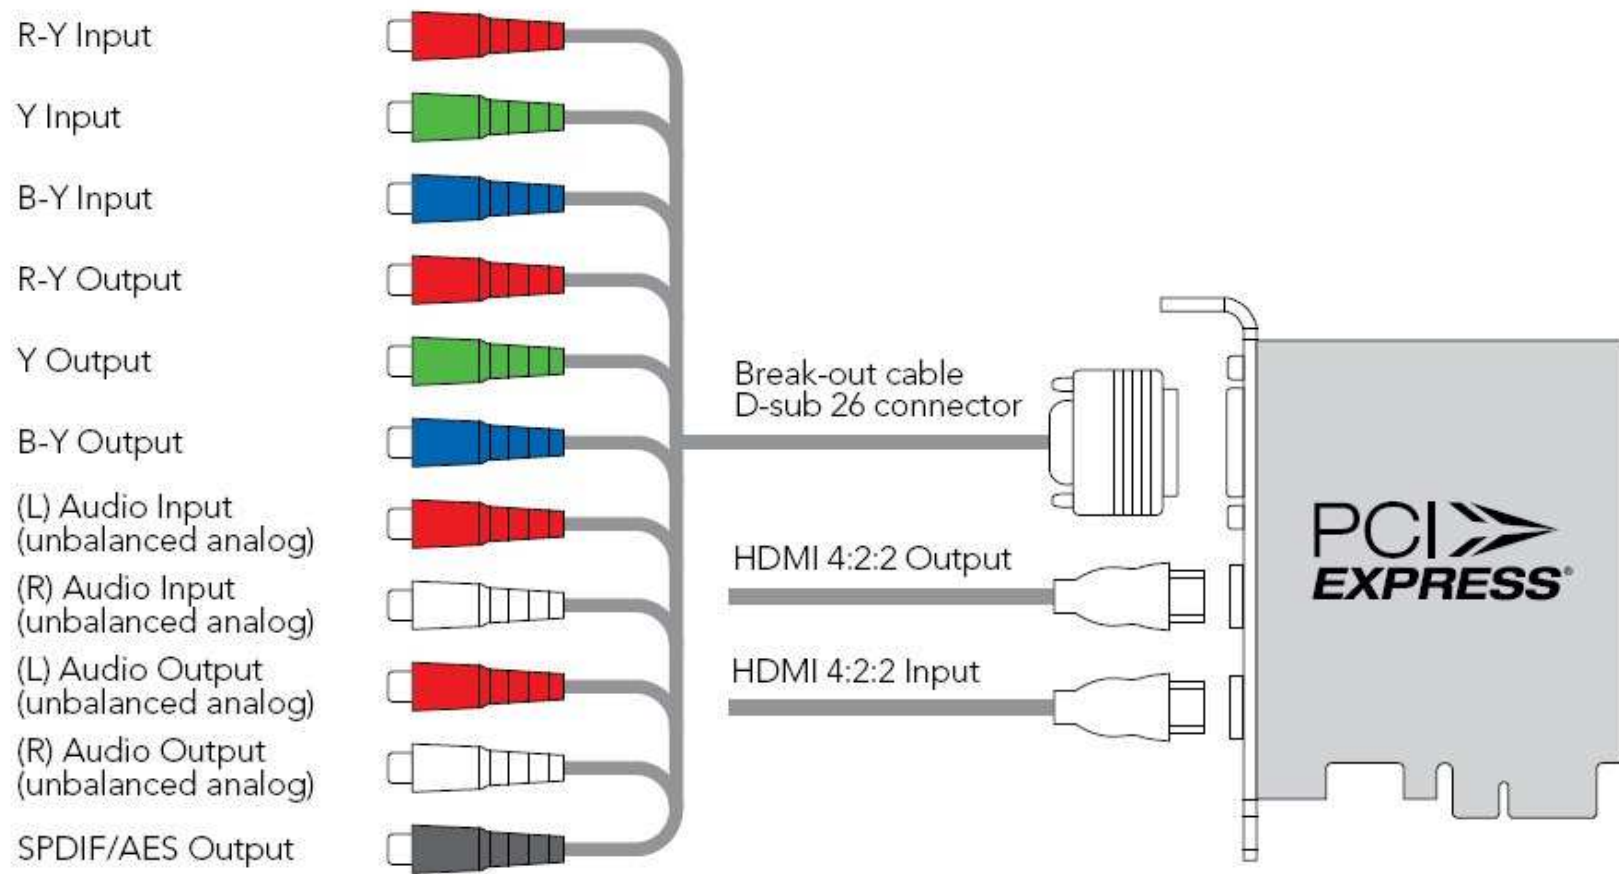 R-Y Input
Y Input
B-Y Input
R-Y Output
Y Output
B-Y Output
(L) Audio Input
(unbalanced analog)
(R) Audio Input
(unbalanced analog)
(L) Audio Output
(unbalanced analog)
(R) Audio Output
(unbalanced analog)
SPDIF/AES Output
Break-out cable
D-sub 26 connector
HDMI 4:2:2 Output
HDMI 4:2:2 Input
PCI
EXPRESS®